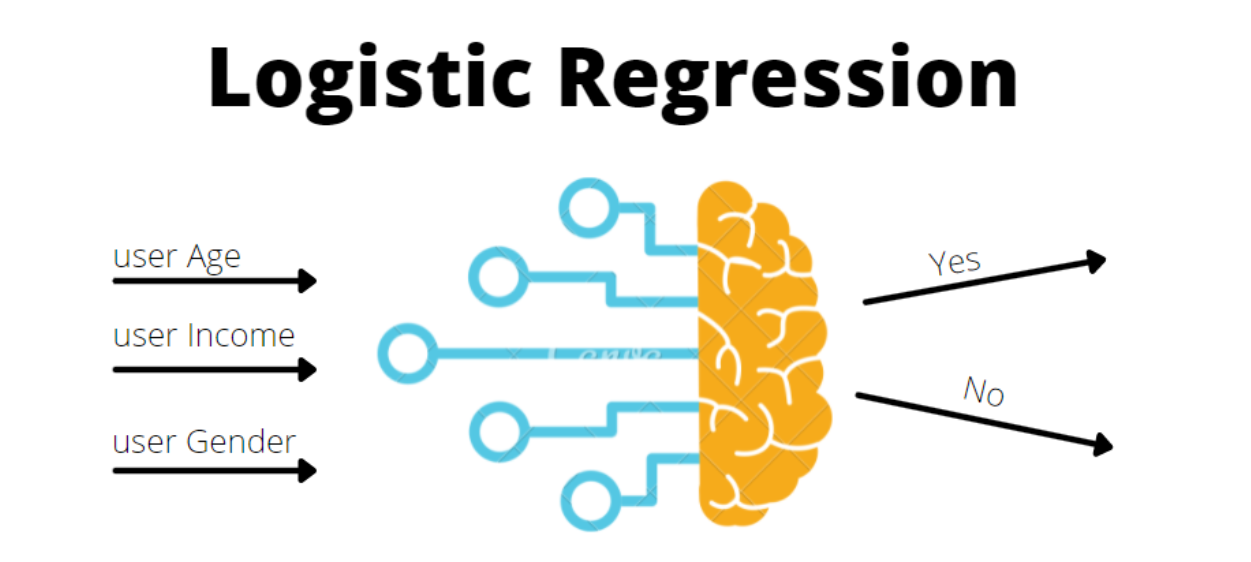 Logistic Regression
user Age
user Income
user Gender
Yes
No